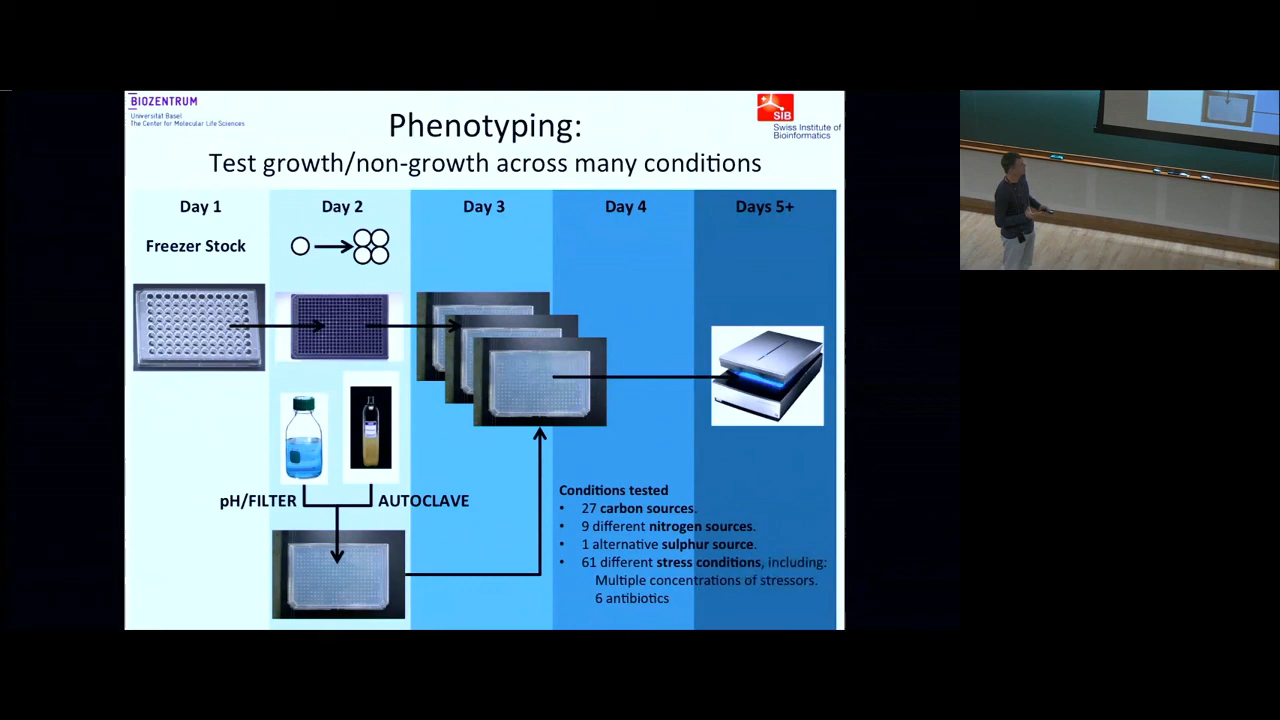 BIOZENTRUM
Universität Basel
The Center for Molecular Life Sciences
SIB
Swiss Institute of
Bioinformatics
Phenotyping:
Test growth/non-growth across many conditions
Day 1
Day 2
Day 3
Day 4
Days 5+
Freezer Stock
pH/FILTER
AUTOCLAVE
Conditions tested
• 27 carbon sources.
• 9 different nitrogen sources.
• 1 alternative sulphur source.
• 61 different stress conditions, including:
Multiple concentrations of stressors.
6 antibiotics